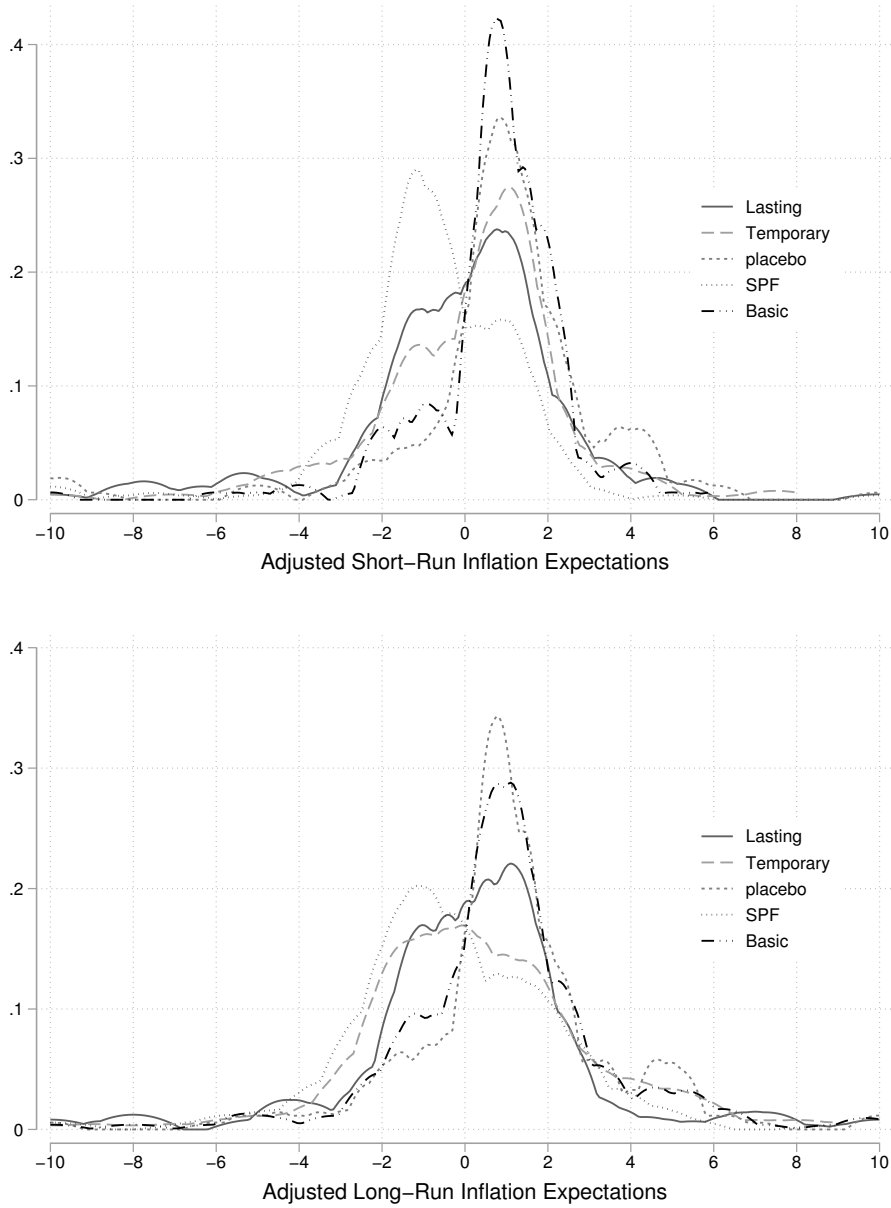 .4
.3
.2
.1
0
Lasting
Temporary
placebo
SPF
Basic
−10 −8 −6 −4 −2 0 2 4 6 8 10
Adjusted Short−Run Inflation Expectations
.4
.3
.2
.1
0
Lasting
Temporary
placebo
SPF
Basic
−10 −8 −6 −4 −2 0 2 4 6 8 10
Adjusted Long−Run Inflation Expectations